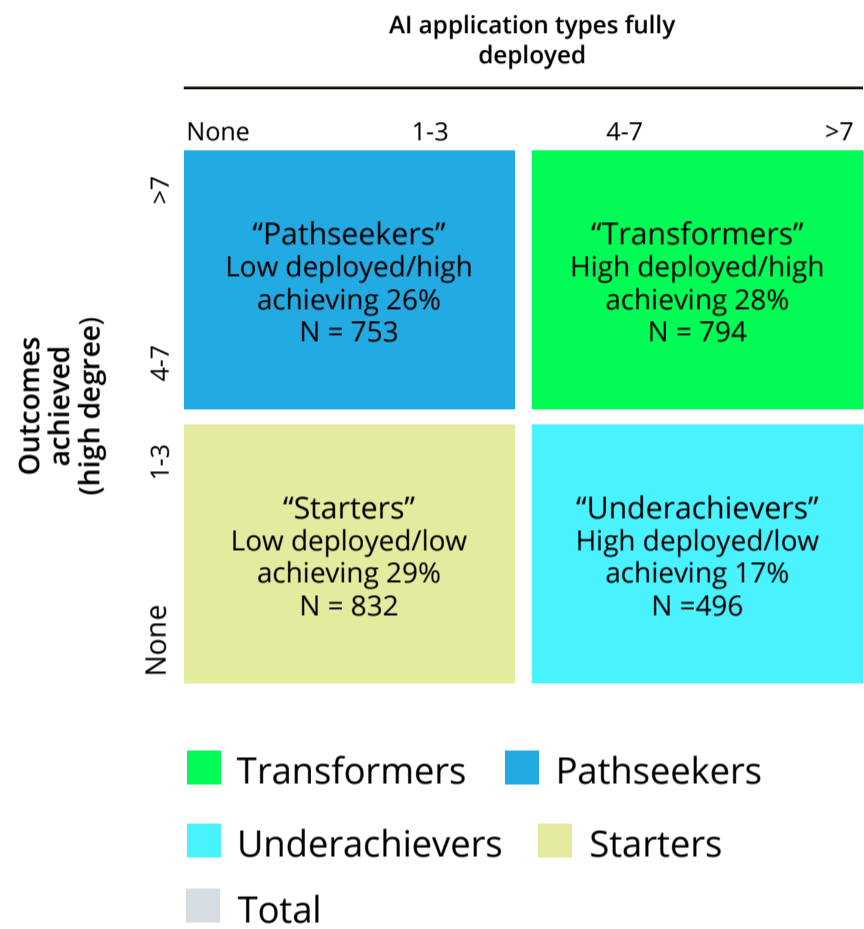 AI application types fully
deployed
None 1-3 4-7 >7
Outcomes
achieved
(high degree)
>7
4-7
1-3
None
“Pathseekers”
Low deployed/high
achieving 26%
N = 753
“Transformers”
High deployed/high
achieving 28%
N = 794
“Starters”
Low deployed/low
achieving 29%
N = 832
“Underachievers”
High deployed/low
achieving 17%
N =496
Transformers Pathseekers
Underachievers Starters
Total